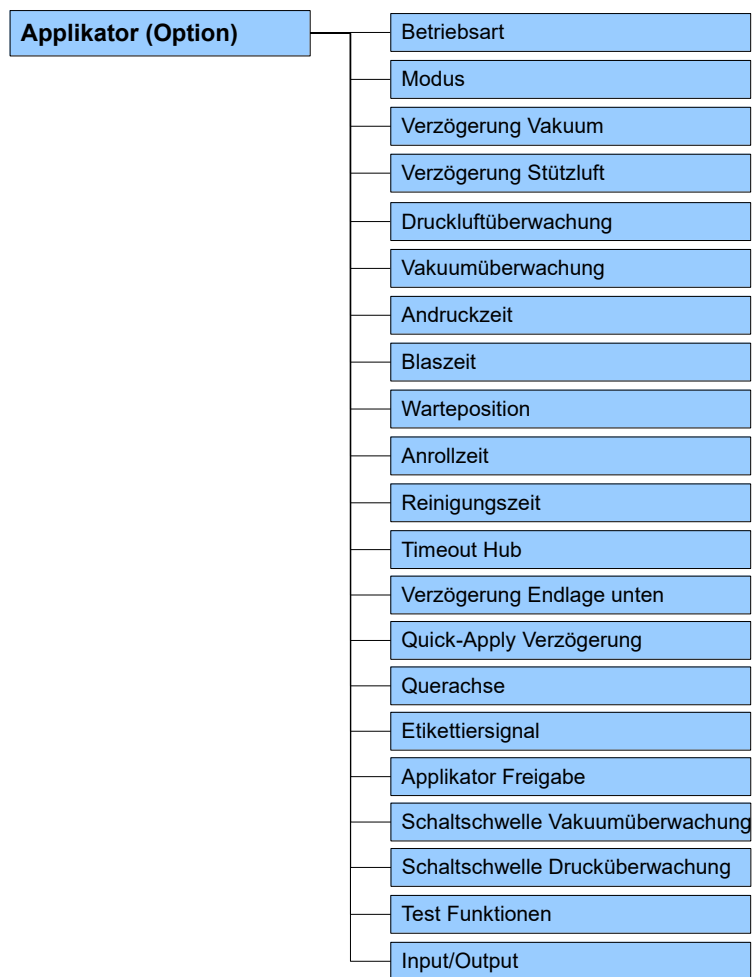 Applikator (Option)
Betriebsart
Modus
Verzögerung Vakuum
Verzögerung Stützluft
Druckluftüberwachung
Vakuumüberwachung
Andruckzeit
Blaszeit
Warteposition
Anrollzeit
Reinigungszeit
Timeout Hub
Verzögerung Endlage unten
Quick-Apply Verzögerung
Querachse
Etikettiersignal
Applikator Freigabe
Schaltschwelle Vakuumüberwachung
Schaltschwelle Drucküberwachung
Test Funktionen
Input/Output